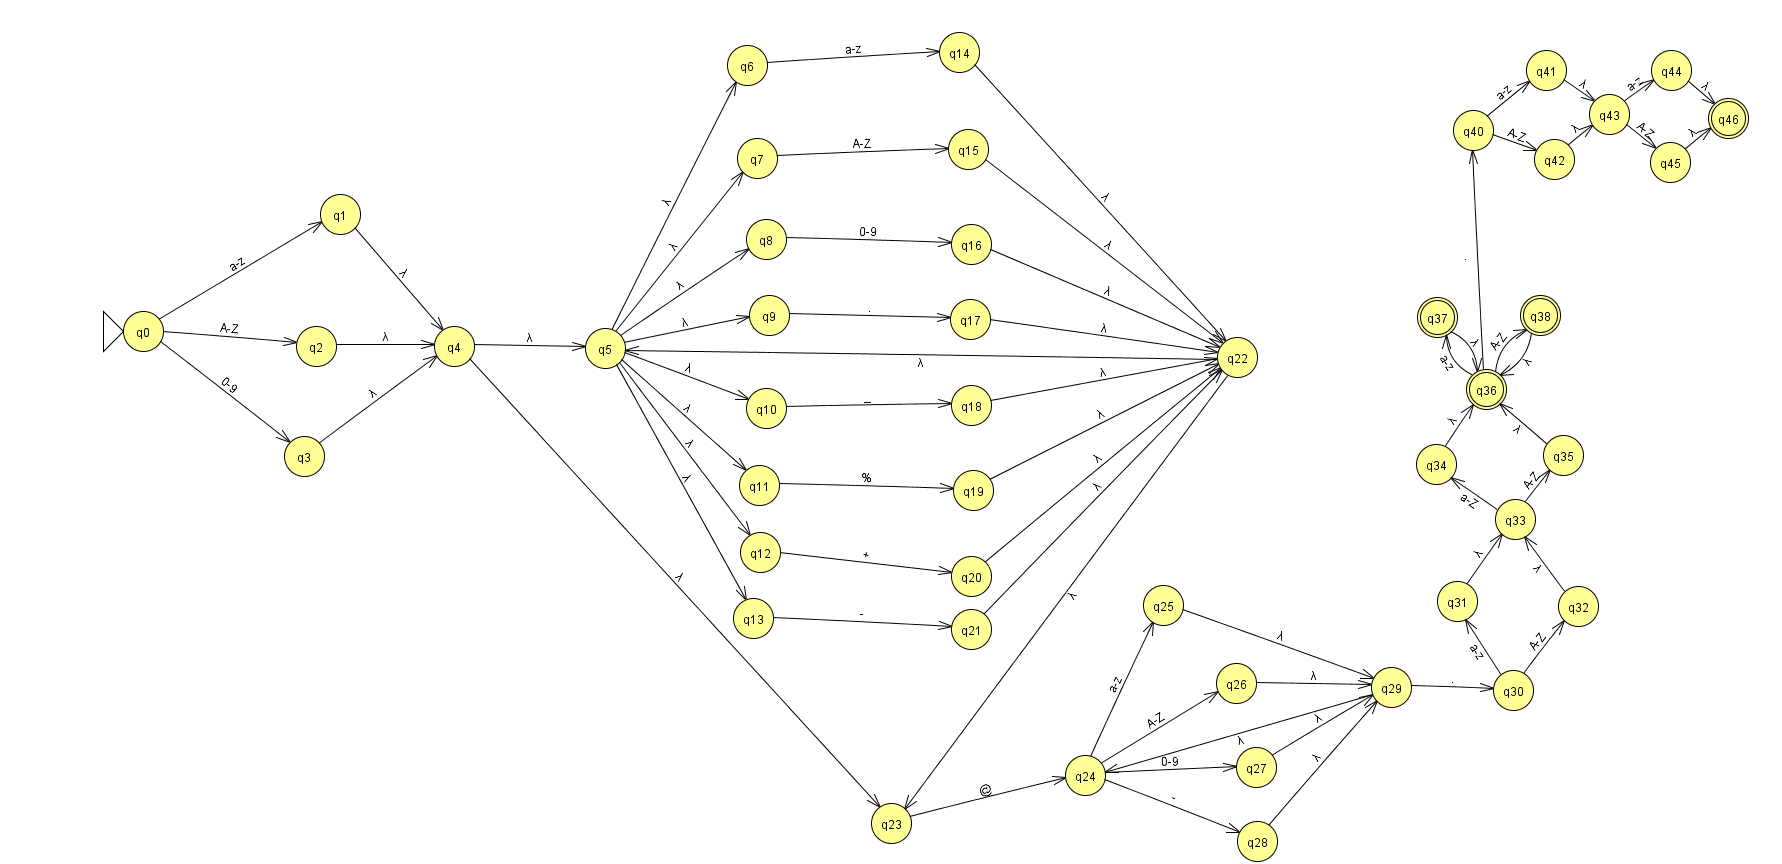 q0
a-z
A-Z
0-9
q1
q2
q3
λ
λ
λ
q4
λ
λ
q5
λ
λ
λ
λ
λ
λ
λ
λ
q6
q7
q8
q9
q10
q11
q12
q13
a-z
A-Z
0-9
.
_
%
+
-
q14
q15
q16
q17
q18
q19
q20
q21
λ
λ
λ
λ
λ
λ
λ
λ
λ
λ
q22
q23
@
q24
a-z
A-Z
0-9
-
q25
q26
q27
q28
λ
λ
λ
λ
λ
q29
.
q30
a-z
A-Z
q31
q32
λ
λ
q33
a-Z
A-Z
q34
q35
λ
λ
q36
a-z
λ
A-Z
λ
q37
q38
.
q40
a-z
A-Z
q41
q42
λ
λ
q43
a-z
A-Z
q44
q45
λ
λ
q46